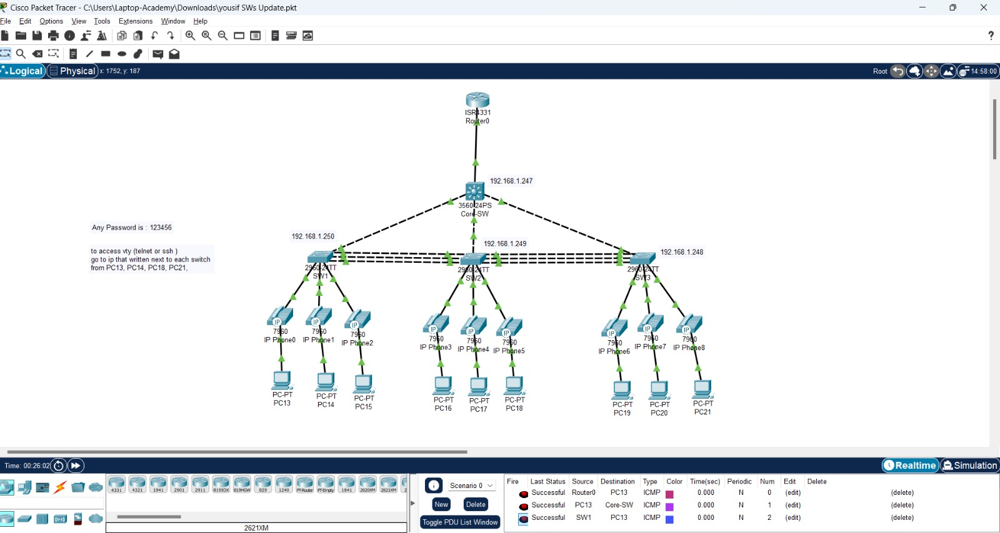 Cisco Packet Tracer - C:\Users\Laptop-Academy\Downloads\yousif SWs Update.pkt
File Edit Options View Tools Extensions Window Help
?
Logical Physical x: 1752, y: 187 Root 14:58:00
ISR4331
Router0
192.168.1.247
3560-24PS
Core-SW
Any Password is : 123456
to access vty (telnet or ssh )
go to ip that written next to each switch
from PC13, PC14, PC18, PC21,
192.168.1.250 192.168.1.249 192.168.1.248
2960-24TT 2960-24TT 2960-24TT
SW1 SW2 SW3
IP IP IP IP IP IP IP IP IP
7960 7960 7960 7960 7960 7960 7960 7960 7960
IP Phone0 IP Phone1 IP Phone2 IP Phone3 IP Phone4 IP Phone5 IP Phone6 IP Phone7 IP Phone8
PC-PT PC-PT PC-PT PC-PT PC-PT PC-PT PC-PT PC-PT PC-PT
PC13 PC14 PC15 PC16 PC17 PC18 PC19 PC20 PC21
Time: 00:26:02 Realtime Simulation
4331 4321 1941 2901 2911 819IOX 819HGW 829 1240 PT-Router PT-Empty 1841 2620XM 2621XM 2
2621XM
Scenario 0
New Delete
Toggle PDU List Window
Fire Last Status Source Destination Type Color Time(sec) Periodic Num Edit Delete
Successful Router0 PC13 ICMP 0.000 N 0 (edit) (delete)
Successful PC13 Core-SW ICMP 0.000 N 1 (edit) (delete)
Successful SW1 PC13 ICMP 0.000 N 2 (edit) (delete)